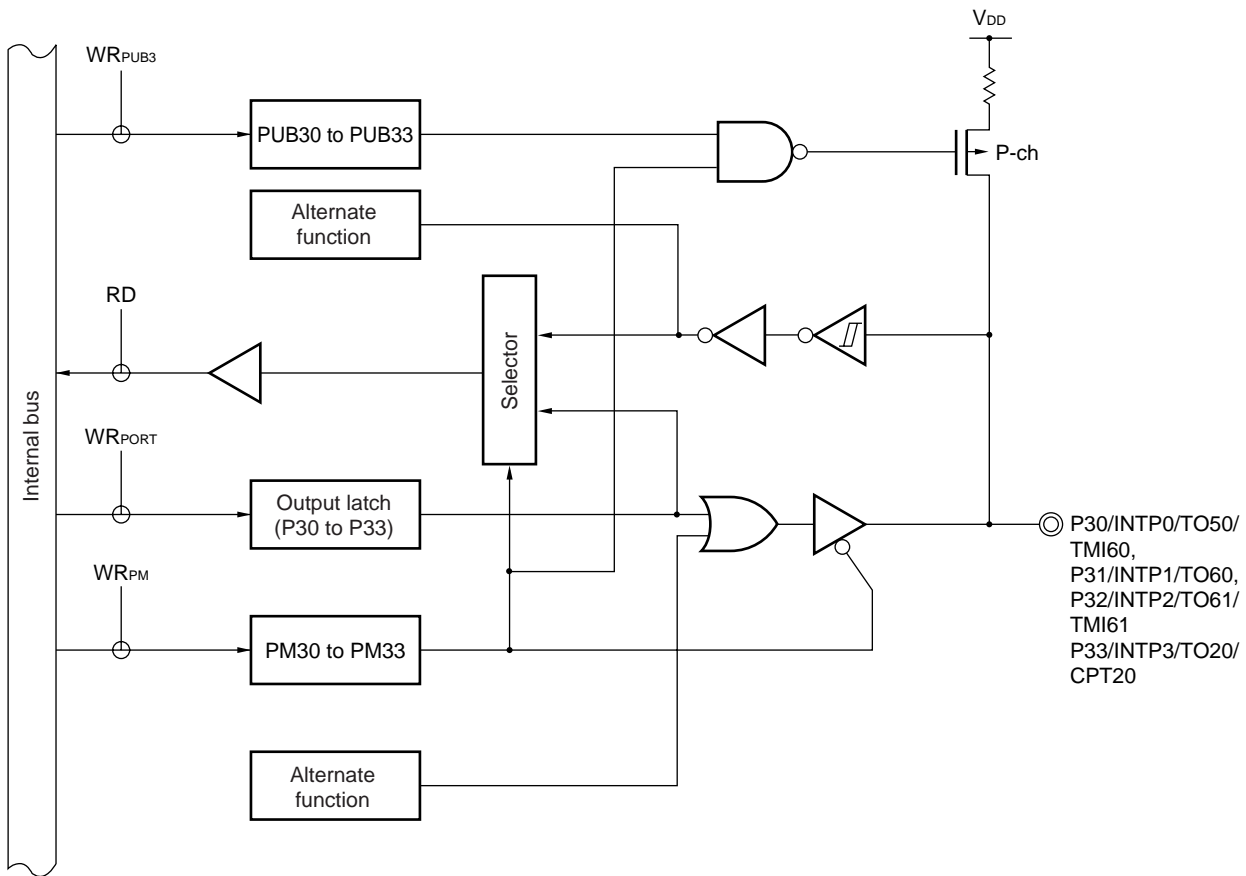 VDD
WRPUB3
PUB30 to PUB33
P-ch
Alternate
function
RD
Selector
Internal bus
WRPORT
Output latch
(P30 to P33)
P30/INTP0/TO50/
TMI60,
P31/INTP1/TO60,
P32/INTP2/TO61/
TMI61
P33/INTP3/TO20/
CPT20
WRPM
PM30 to PM33
Alternate
function